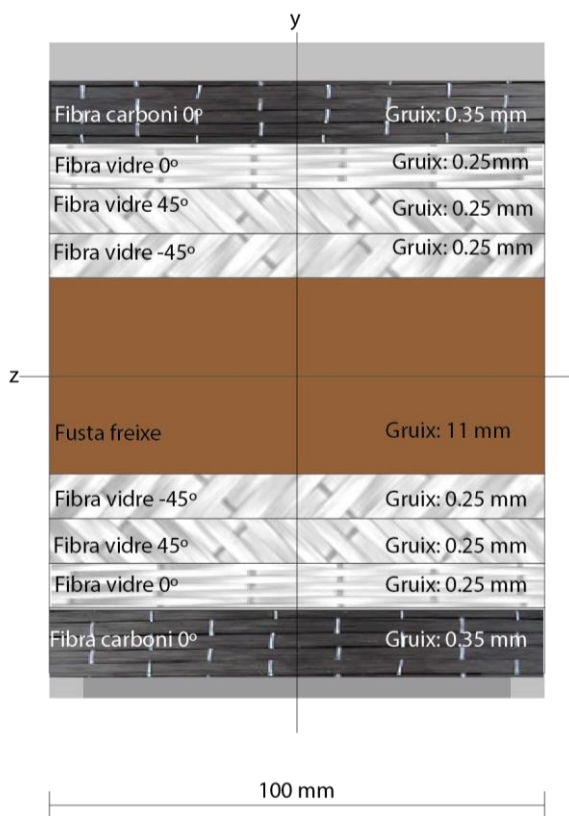 y
Fibra carboni 0º Gruix: 0.35 mm
Fibra vidre 0º Gruix: 0.25mm
Fibra vidre 45º Gruix: 0.25 mm
Fibra vidre -45º Gruix: 0.25 mm
z
Fusta freixe Gruix: 11 mm
Fibra vidre -45º Gruix: 0.25 mm
Fibra vidre 45º Gruix: 0.25 mm
Fibra vidre 0º Gruix: 0.25 mm
Fibra carboni 0º Gruix: 0.35 mm
100 mm